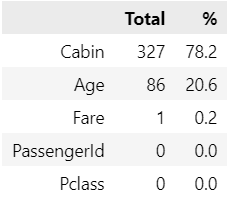 Total %
Cabin 327 78.2
Age 86 20.6
Fare 1 0.2
PassengerId 0 0.0
Pclass 0 0.0